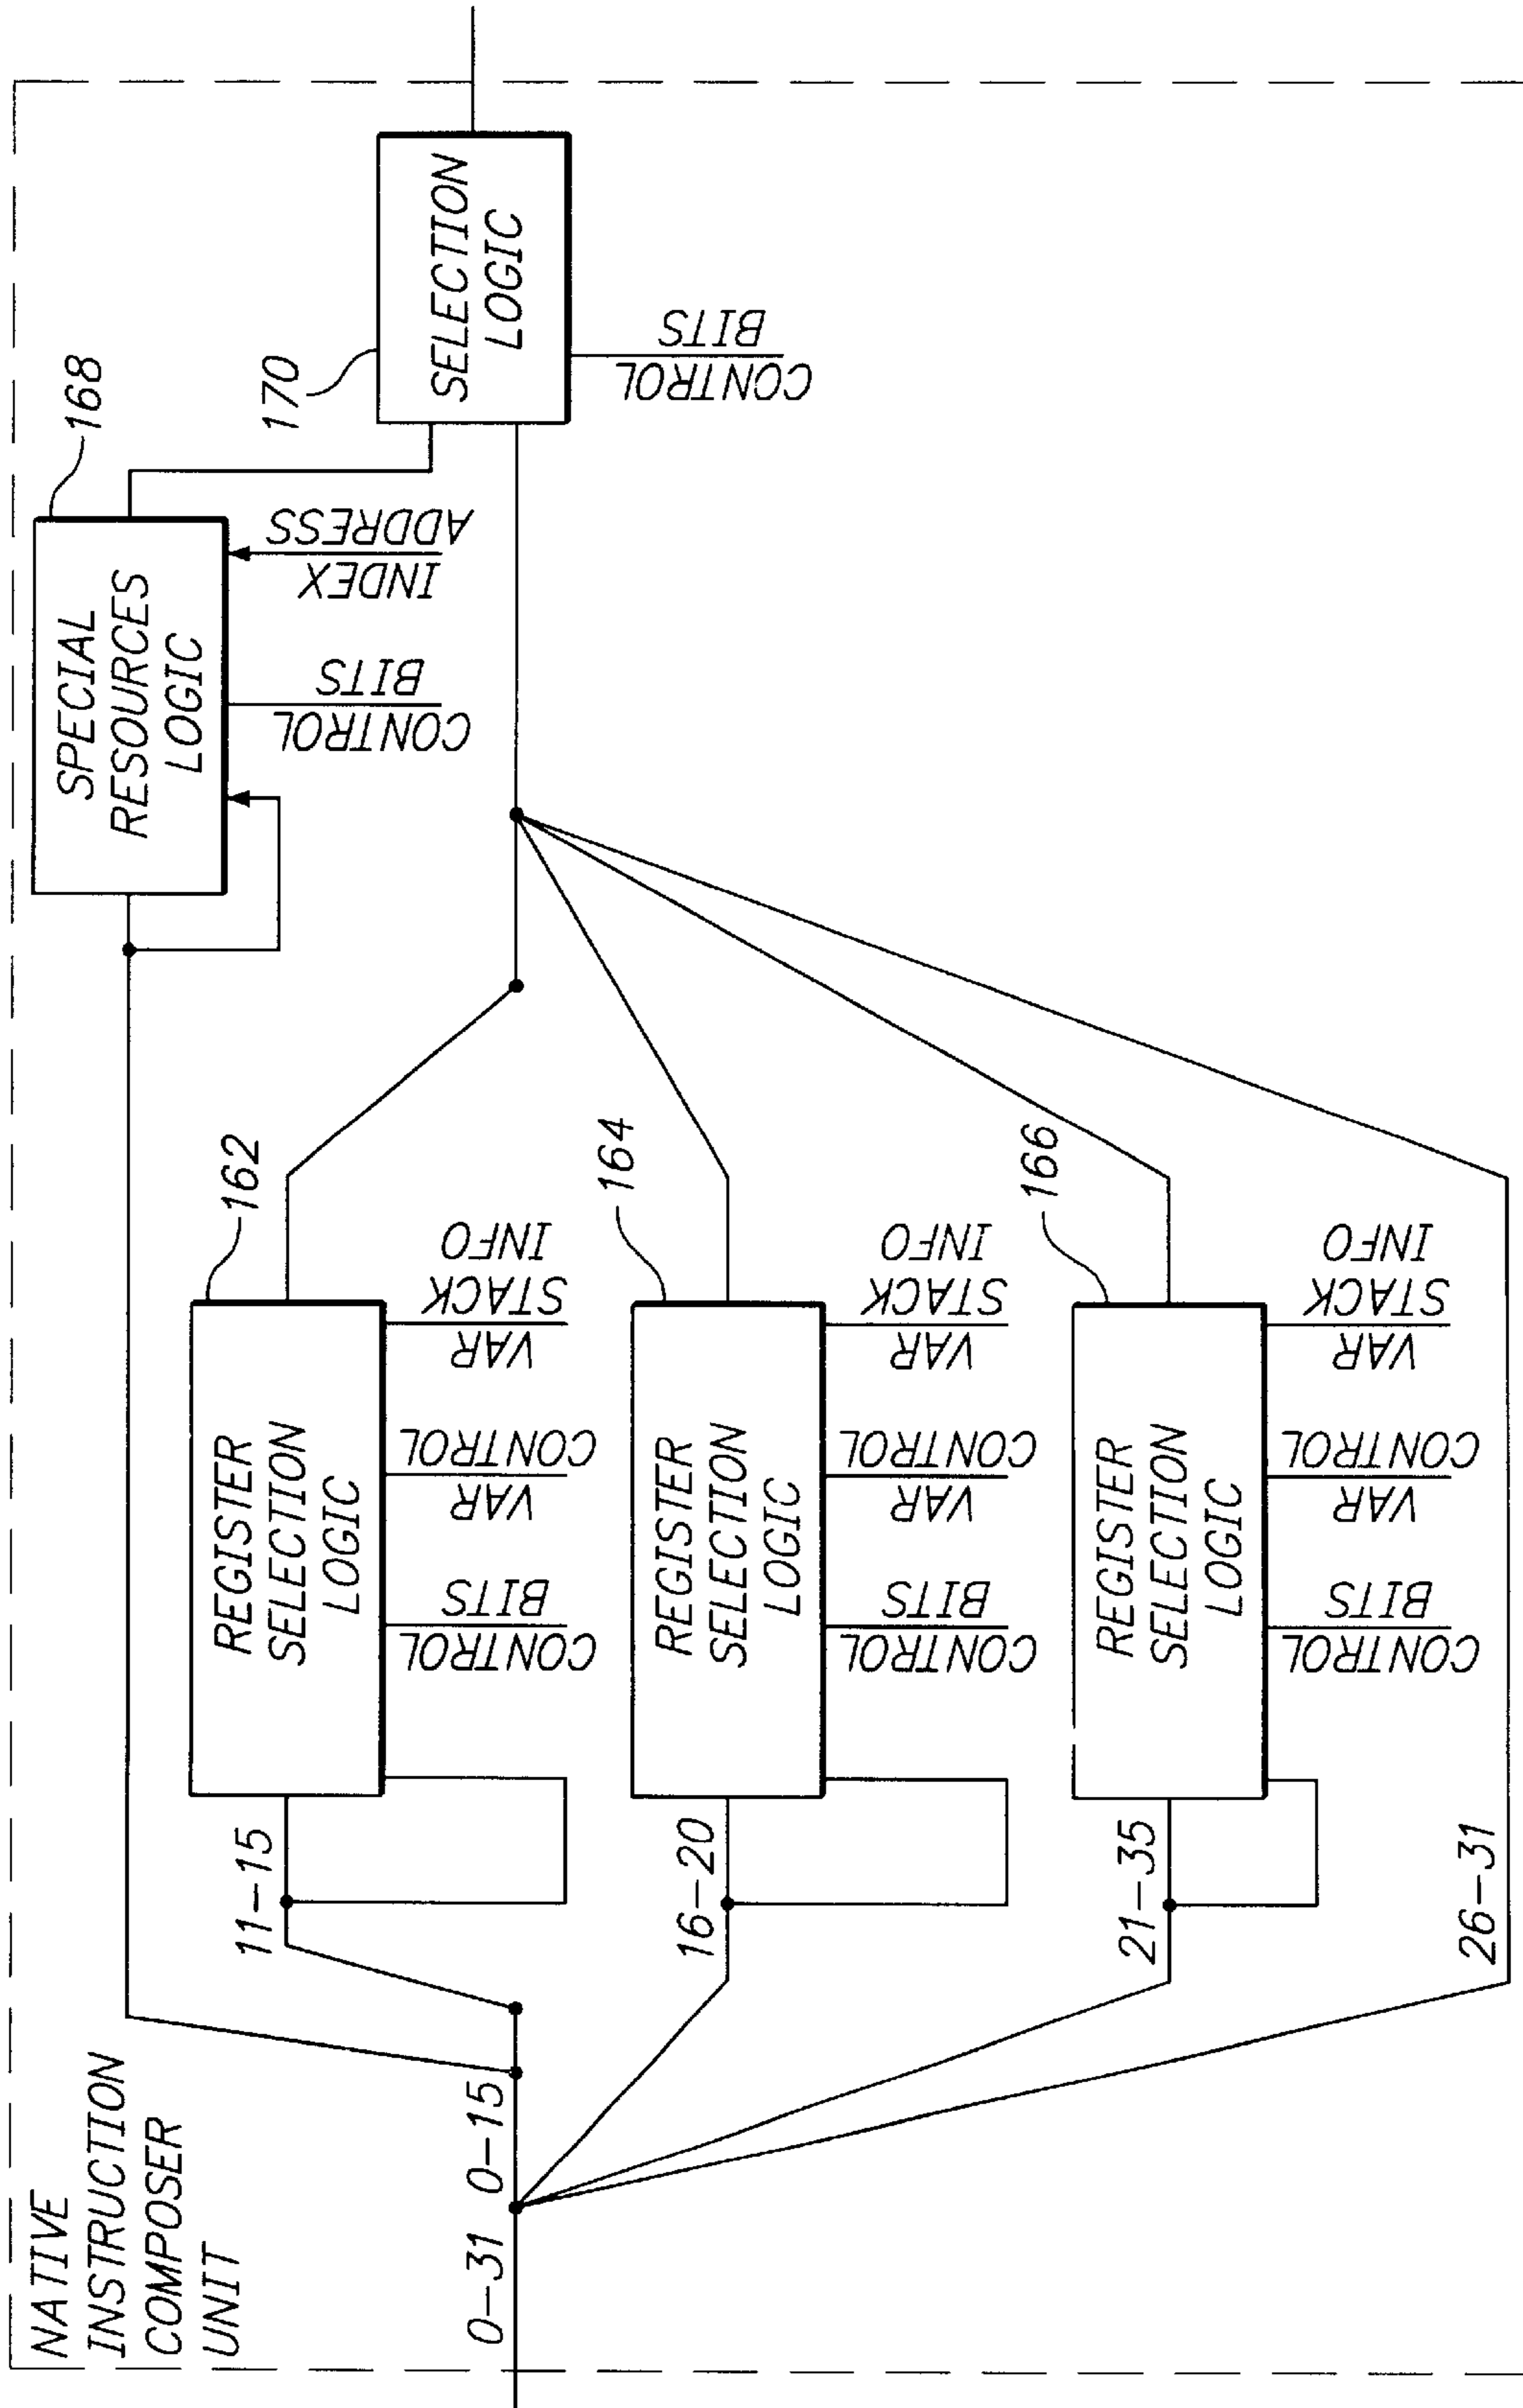 NATIVE
INSTRUCTION
COMPOSER
UNIT
0-31
0-15
11-15
16-20
21-35
26-31
REGISTER
SELECTION
LOGIC
162
CONTROL
BITS
VAR
CONTROL
VAR
STACK
INFO
REGISTER
SELECTION
LOGIC
164
CONTROL
BITS
VAR
CONTROL
VAR
STACK
INFO
REGISTER
SELECTION
LOGIC
166
CONTROL
BITS
VAR
CONTROL
VAR
STACK
INFO
SPECIAL
RESOURCES
LOGIC
168
CONTROL
BITS
INDEX
ADDRESS
SELECTION
LOGIC
170
CONTROL
BITS